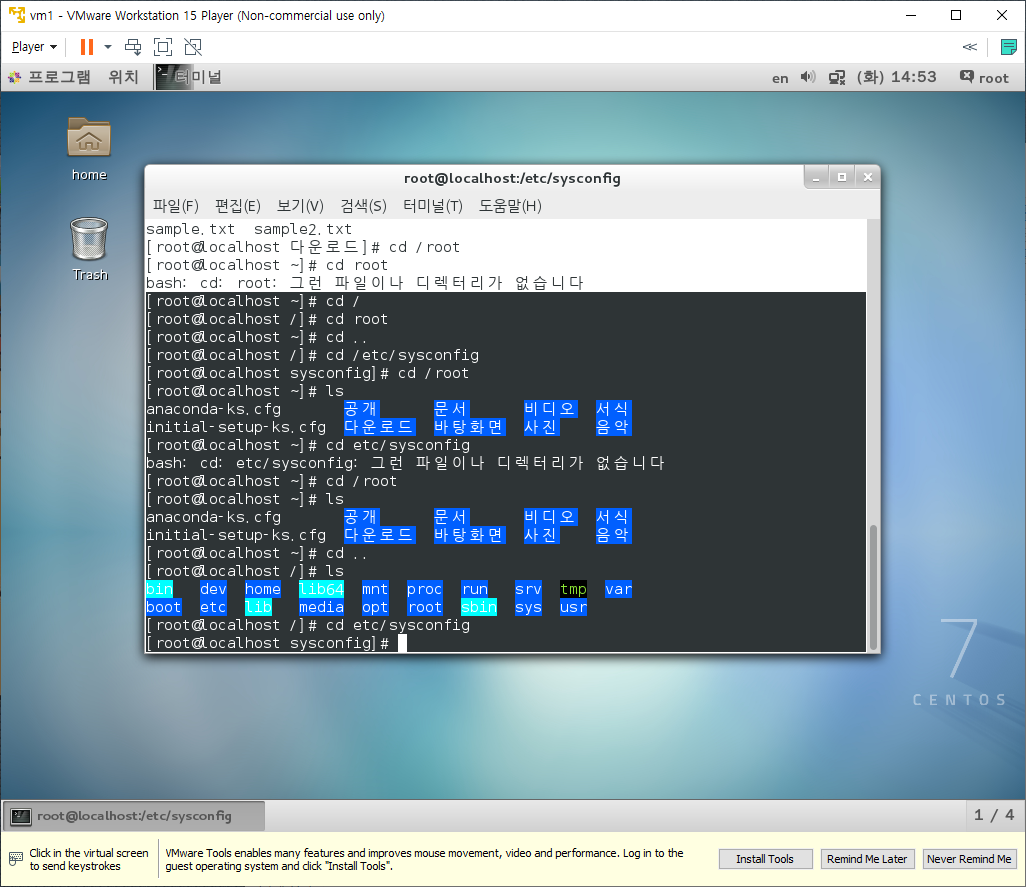 vm1 - VMware Workstation 15 Player (Non-commercial use only)
Player
프로그램 위치 터미널 en (화) 14:53 root
home
Trash
root@localhost:/etc/sysconfig
파일(F) 편집(E) 보기(V) 검색(S) 터미널(T) 도움말(H)
sample.txt sample2.txt
[root@localhost 다운로드]# cd /root
[root@localhost ~]# cd root
bash: cd: root: 그런 파일이나 디렉터리가 없습니다
[root@localhost ~]# cd /
[root@localhost /]# cd root
[root@localhost ~]# cd ..
[root@localhost /]# cd /etc/sysconfig
[root@localhost sysconfig]# cd /root
[root@localhost ~]# ls
anaconda-ks.cfg 공개 문서 비디오 서식
initial-setup-ks.cfg 다운로드 바탕화면 사진 음악
[root@localhost ~]# cd etc/sysconfig
bash: cd: etc/sysconfig: 그런 파일이나 디렉터리가 없습니다
[root@localhost ~]# cd /root
[root@localhost ~]# ls
anaconda-ks.cfg 공개 문서 비디오 서식
initial-setup-ks.cfg 다운로드 바탕화면 사진 음악
[root@localhost ~]# cd ..
[root@localhost /]# ls
bin dev home lib64 mnt proc run srv tmp var
boot etc lib media opt root sbin sys usr
[root@localhost /]# cd etc/sysconfig
[root@localhost sysconfig]#
7
CENTOS
root@localhost:/etc/sysconfig 1 / 4
Click in the virtual screen
to send keystrokes
VMware Tools enables many features and improves mouse movement, video and performance. Log in to the
guest operating system and click "Install Tools".
Install Tools Remind Me Later Never Remind Me